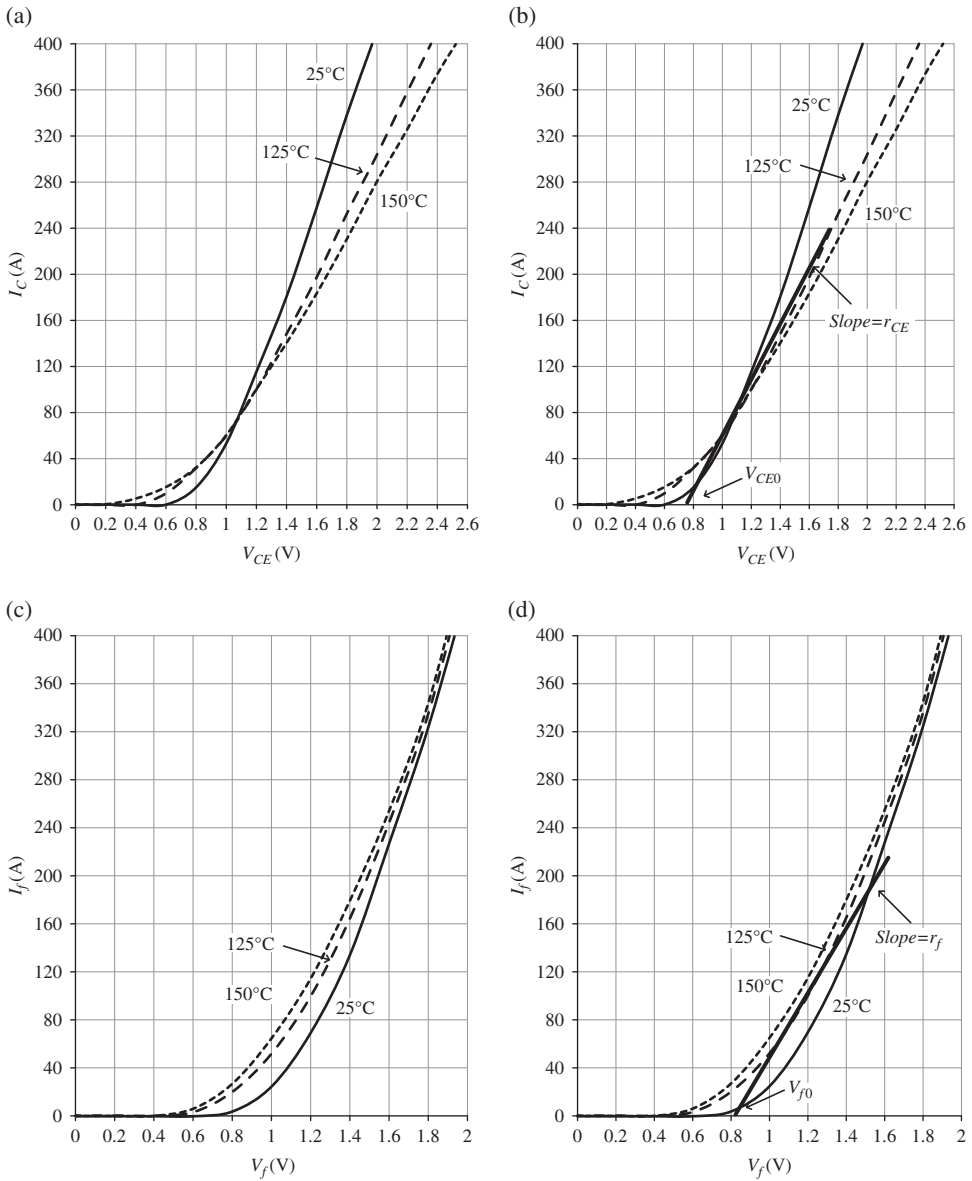 (a)
400
360
320
280
240
200
160
120
80
40
0
I_C (A)
25°C
125°C
150°C
0 0.2 0.4 0.6 0.8 1 1.2 1.4 1.6 1.8 2 2.2 2.4 2.6
V_CE (V)
(b)
400
360
320
280
240
200
160
120
80
40
0
I_C (A)
25°C
125°C
150°C
Slope=r_CE
V_CE0
0 0.2 0.4 0.6 0.8 1 1.2 1.4 1.6 1.8 2 2.2 2.4 2.6
V_CE (V)
(c)
400
360
320
280
240
200
160
120
80
40
0
I_f (A)
125°C
150°C
25°C
0 0.2 0.4 0.6 0.8 1 1.2 1.4 1.6 1.8 2
V_f (V)
(d)
400
360
320
280
240
200
160
120
80
40
0
I_f (A)
125°C
150°C
25°C
Slope=r_f
V_f0
0 0.2 0.4 0.6 0.8 1 1.2 1.4 1.6 1.8 2
V_f (V)